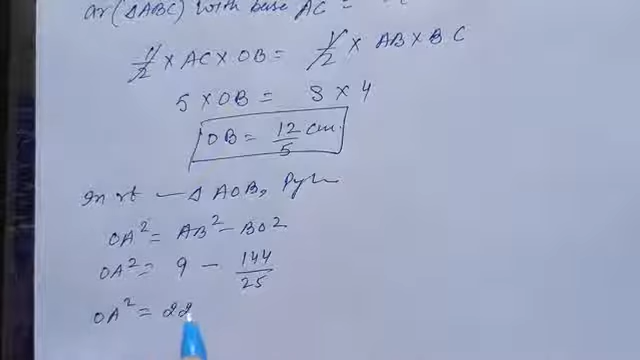 ar(ΔABC) with base AC =
1/2 × AC × OB = 1/2 × AB × BC
5 × OB = 3 × 4
OB = 12/5 cm.
In rt — ΔAOB, Pyth
OA² = AB² - BO²
OA² = 9 - 144/25
OA² = 22